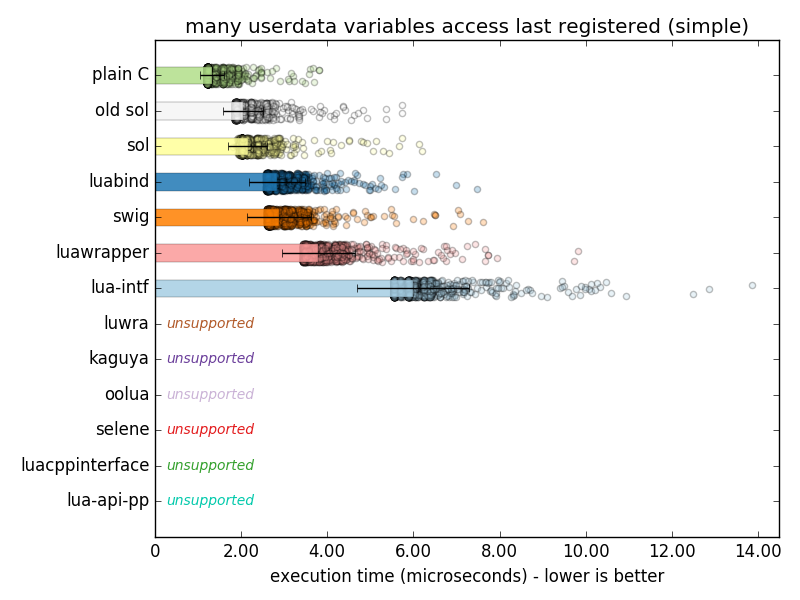 many userdata variables access last registered (simple)
plain C
old sol
sol
luabind
swig
luawrapper
lua-intf
luwra unsupported
kaguya unsupported
oolua unsupported
selene unsupported
luacppinterface unsupported
lua-api-pp unsupported
0 2.00 4.00 6.00 8.00 10.00 12.00 14.00
execution time (microseconds) - lower is better